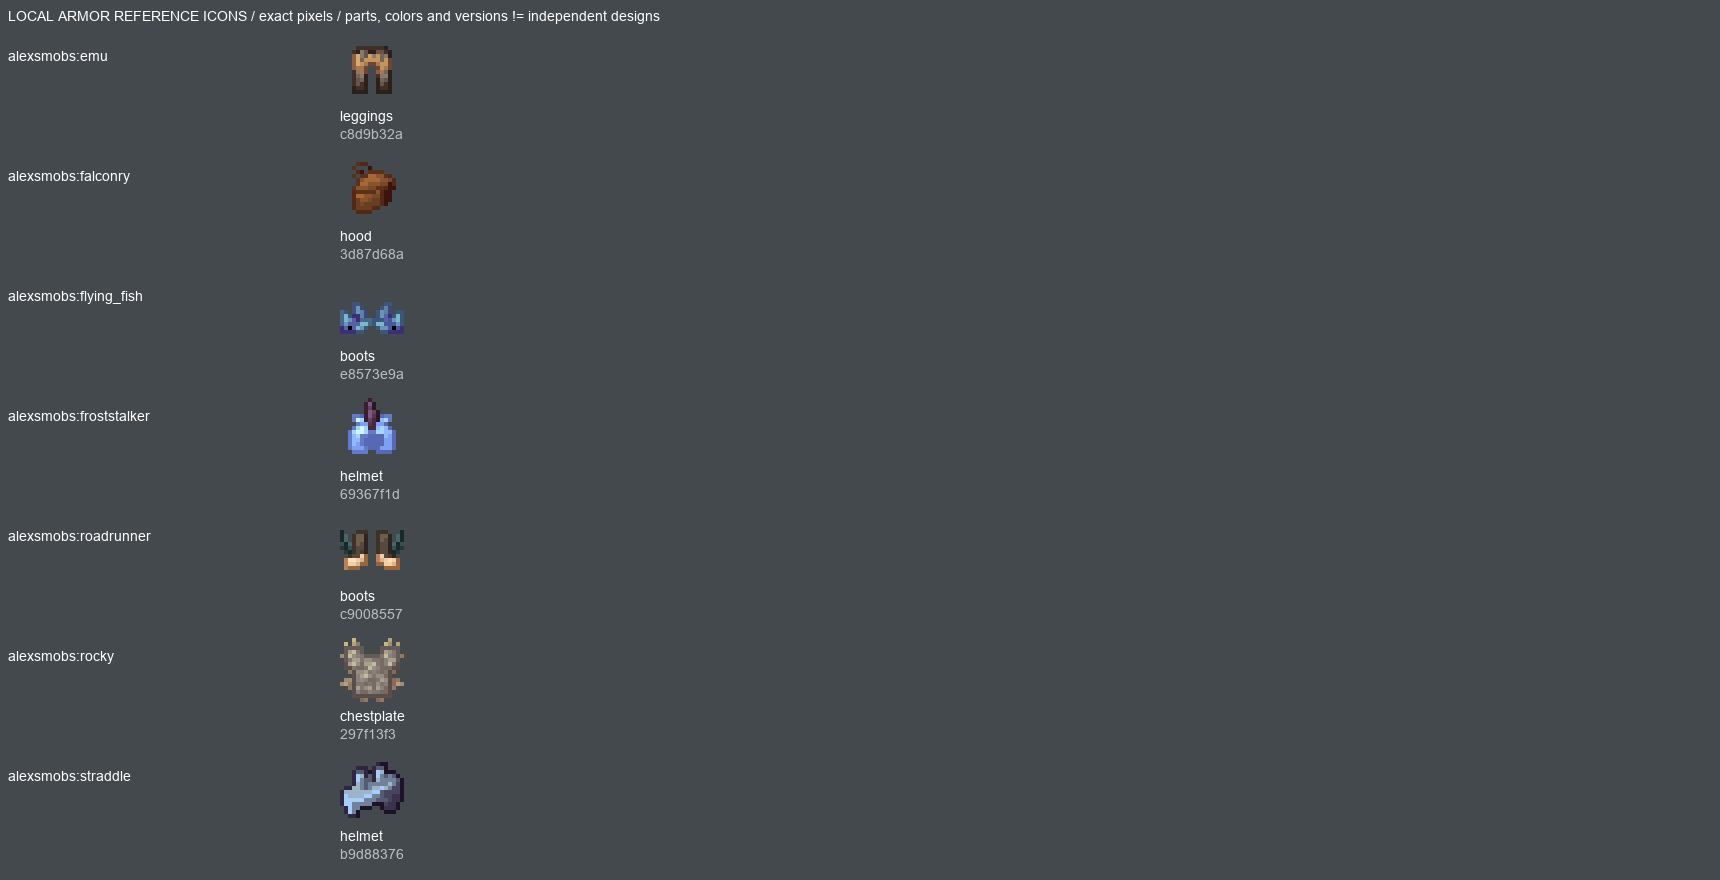 LOCAL ARMOR REFERENCE ICONS / exact pixels / parts, colors and versions != independent designs
alexsmobs:emu
leggings
c8d9b32a
alexsmobs:falconry
hood
3d87d68a
alexsmobs:flying_fish
boots
e8573e9a
alexsmobs:froststalker
helmet
69367f1d
alexsmobs:roadrunner
boots
c9008557
alexsmobs:rocky
chestplate
297f13f3
alexsmobs:straddle
helmet
b9d88376